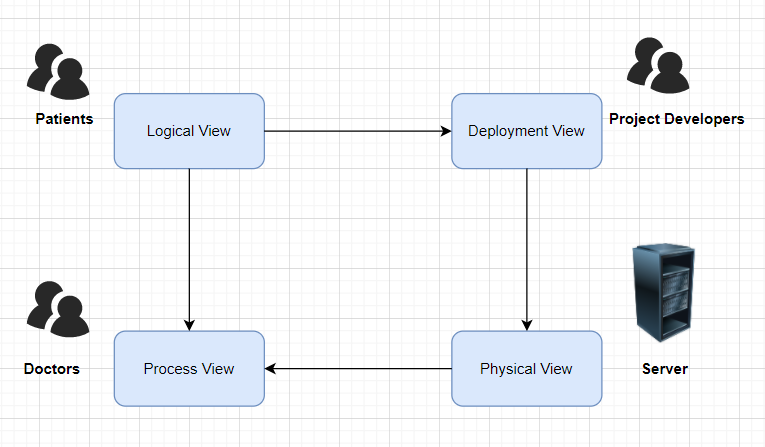 Patients
Logical View
Deployment View
Project Developers
Doctors
Process View
Physical View
Server